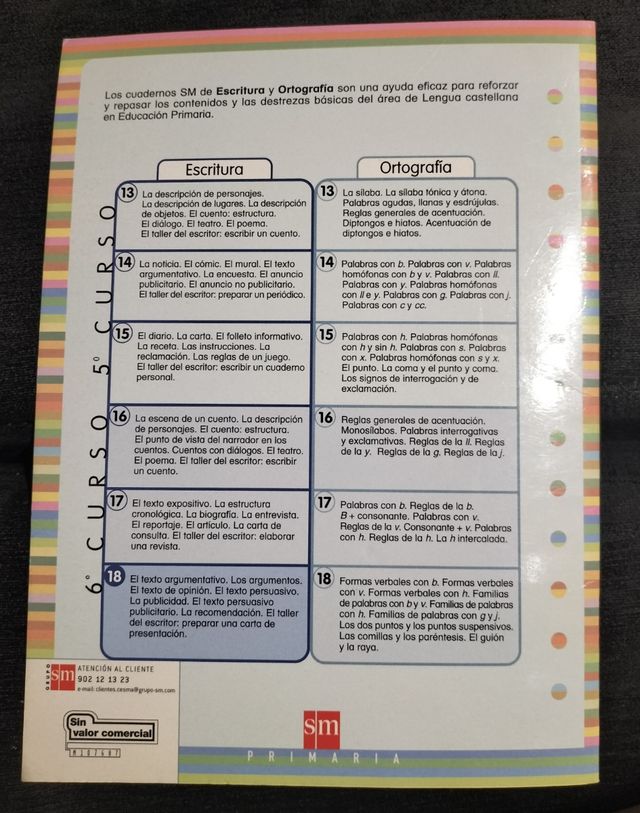 Los cuadernos SM de Escritura y Ortografía son una ayuda eficaz para reforzar
y repasar los contenidos y las destrezas básicas del área de Lengua castellana
en Educación Primaria.
Escritura
Ortografía
5º CURSO
13 La descripción de personajes.
La descripción de lugares. La descripción
de objetos. El cuento: estructura.
El diálogo. El teatro. El poema.
El taller del escritor: escribir un cuento.
13 La sílaba. La sílaba tónica y átona.
Palabras agudas, llanas y esdrújulas.
Reglas generales de acentuación.
Diptongos e hiatos. Acentuación de
diptongos e hiatos.
14 La noticia. El cómic. El mural. El texto
argumentativo. La encuesta. El anuncio
publicitario. El anuncio no publicitario.
El taller del escritor: preparar un periódico.
14 Palabras con b. Palabras con v. Palabras
homófonas con b y v. Palabras con ll.
Palabras con y. Palabras homófonas
con ll e y. Palabras con g. Palabras con j.
Palabras con c y cc.
15 El diario. La carta. El folleto informativo.
La receta. Las instrucciones. La
reclamación. Las reglas de un juego.
El taller del escritor: escribir un cuaderno
personal.
15 Palabras con h. Palabras homófonas
con h y sin h. Palabras con s. Palabras
con x. Palabras homófonas con s y x.
El punto. La coma y el punto y coma.
Los signos de interrogación y de
exclamación.
6º CURSO
16 La escena de un cuento. La descripción
de personajes. El cuento: estructura.
El punto de vista del narrador en los
cuentos. Cuentos con diálogos. El teatro.
El poema. El taller del escritor: escribir
un cuento.
16 Reglas generales de acentuación.
Monosílabos. Palabras interrogativas
y exclamativas. Reglas de la ll. Reglas
de la y. Reglas de la g. Reglas de la j.
17 El texto expositivo. La estructura
cronológica. La biografía. La entrevista.
El reportaje. El artículo. La carta de
consulta. El taller del escritor: elaborar
una revista.
17 Palabras con b. Reglas de la b.
B + consonante. Palabras con v.
Reglas de la v. Consonante + v. Palabras
con h. Reglas de la h. La h intercalada.
18 El texto argumentativo. Los argumentos.
El texto de opinión. El texto persuasivo.
La publicidad. El texto persuasivo
publicitario. La recomendación. El taller
del escritor: preparar una carta de
presentación.
18 Formas verbales con b. Formas verbales
con v. Formas verbales con h. Familias
de palabras con b y v. Familias de palabras
con h. Familias de palabras con g y j.
Los dos puntos y los puntos suspensivos.
Las comillas y los paréntesis. El guión
y la raya.
GRUPO sm
ATENCIÓN AL CLIENTE
902 12 13 23
e-mail: clientes.cesma@grupo-sm.com
Sin
valor comercial
M107687
sm
PRIMARIA